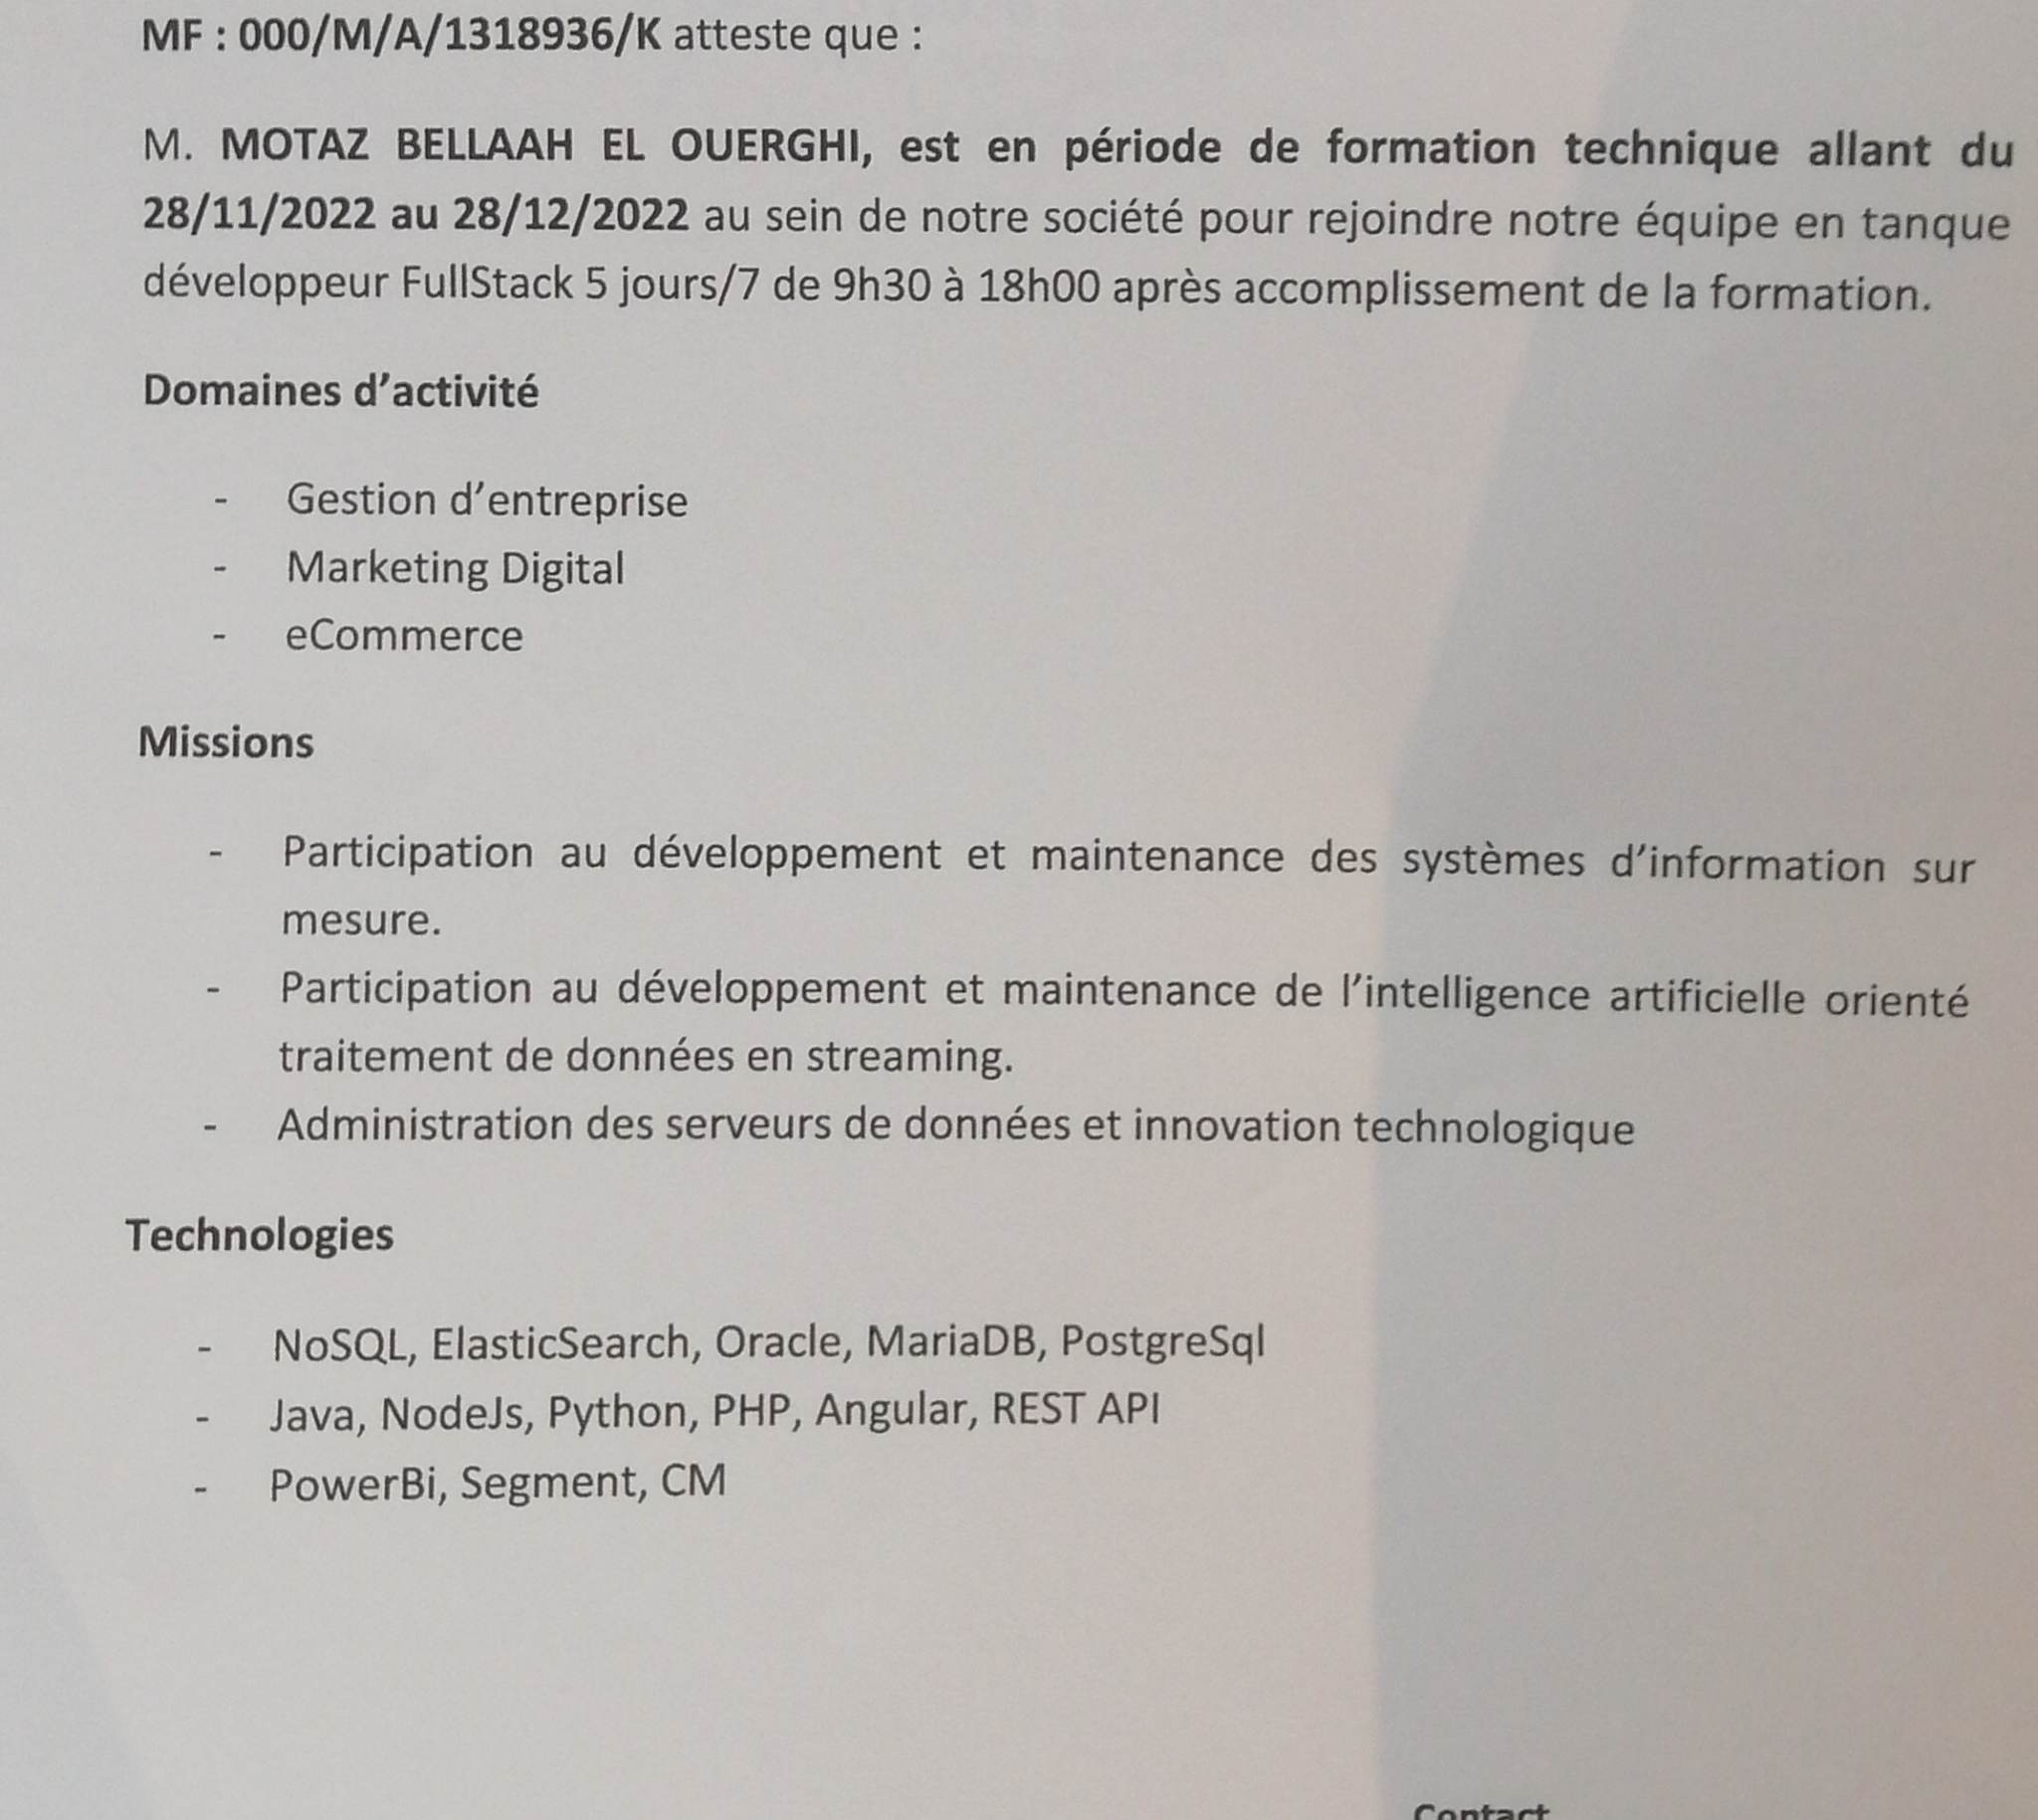 MF : 000/M/A/1318936/K atteste que :
M. MOTAZ BELLAAH EL OUERGHI, est en période de formation technique allant du
28/11/2022 au 28/12/2022 au sein de notre société pour rejoindre notre équipe en tanque
développeur FullStack 5 jours/7 de 9h30 à 18h00 après accomplissement de la formation.
Domaines d’activité
- Gestion d’entreprise
- Marketing Digital
- eCommerce
Missions
- Participation au développement et maintenance des systèmes d’information sur
mesure.
- Participation au développement et maintenance de l’intelligence artificielle orienté
traitement de données en streaming.
- Administration des serveurs de données et innovation technologique
Technologies
- NoSQL, ElasticSearch, Oracle, MariaDB, PostgreSql
- Java, NodeJs, Python, PHP, Angular, REST API
- PowerBi, Segment, CM
Contact